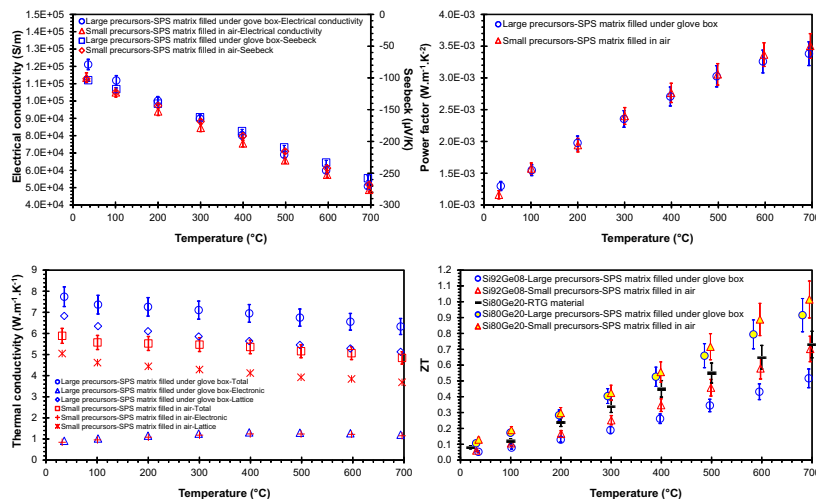 Large precursors-SPS matrix filled under glove box-Electrical conductivity
Small precursors-SPS matrix filled in air-Electrical conductivity
Large precursors-SPS matrix filled under glove box-Seebeck
Small precursors-SPS matrix filled in air-Seebeck
1.5E+05
1.4E+05
1.3E+05
1.2E+05
1.1E+05
1.0E+05
9.0E+04
8.0E+04
7.0E+04
6.0E+04
5.0E+04
4.0E+04
Electrical conductivity (S/m)
0
-50
-100
-150
-200
-250
-300
Seebeck (µV/K)
0 100 200 300 400 500 600 700
Temperature (°C)
Large precursors-SPS matrix filled under glove box
Small precursors-SPS matrix filled in air
4.0E-03
3.5E-03
3.0E-03
2.5E-03
2.0E-03
1.5E-03
1.0E-03
Power factor (W.m⁻¹.K⁻²)
0 100 200 300 400 500 600 700
Temperature (°C)
9
8
7
6
5
4
3
2
1
0
Thermal conductivity (W.m⁻¹.K⁻¹)
Large precursors-SPS matrix filled under glove box-Total
Large precursors-SPS matrix filled under glove box-Electronic
Large precursors-SPS matrix filled under glove box-Lattice
Small precursors-SPS matrix filled in air-Total
Small precursors-SPS matrix filled in air-Electronic
Small precursors-SPS matrix filled in air-Lattice
0 100 200 300 400 500 600 700
Temperature (°C)
Si92Ge08-Large precursors-SPS matrix filled under glove box
Si92Ge08-Small precursors-SPS matrix filled in air
Si80Ge20-RTG material
Si80Ge20-Large precursors-SPS matrix filled under glove box
Si80Ge20-Small precursors-SPS matrix filled in air
1.2
1.0
0.8
0.6
0.4
0.2
0.0
ZT
0 100 200 300 400 500 600 700
Temperature (°C)